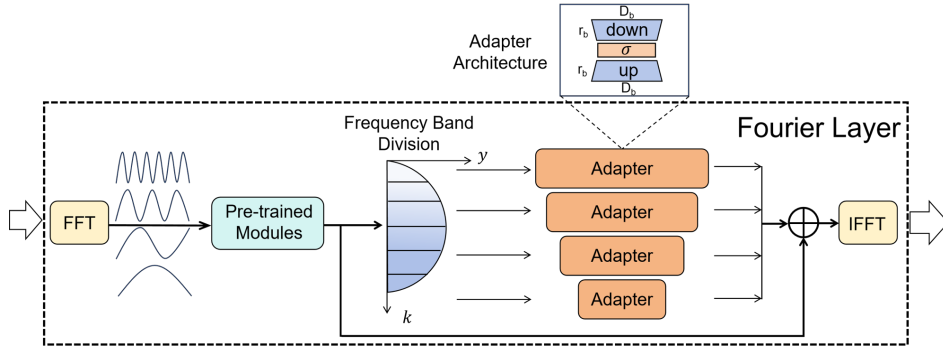 D_b
r_b down
σ
r_b up
D_b
Adapter
Architecture
Fourier Layer
Frequency Band
Division
y
k
FFT
Pre-trained
Modules
Adapter
Adapter
Adapter
Adapter
IFFT